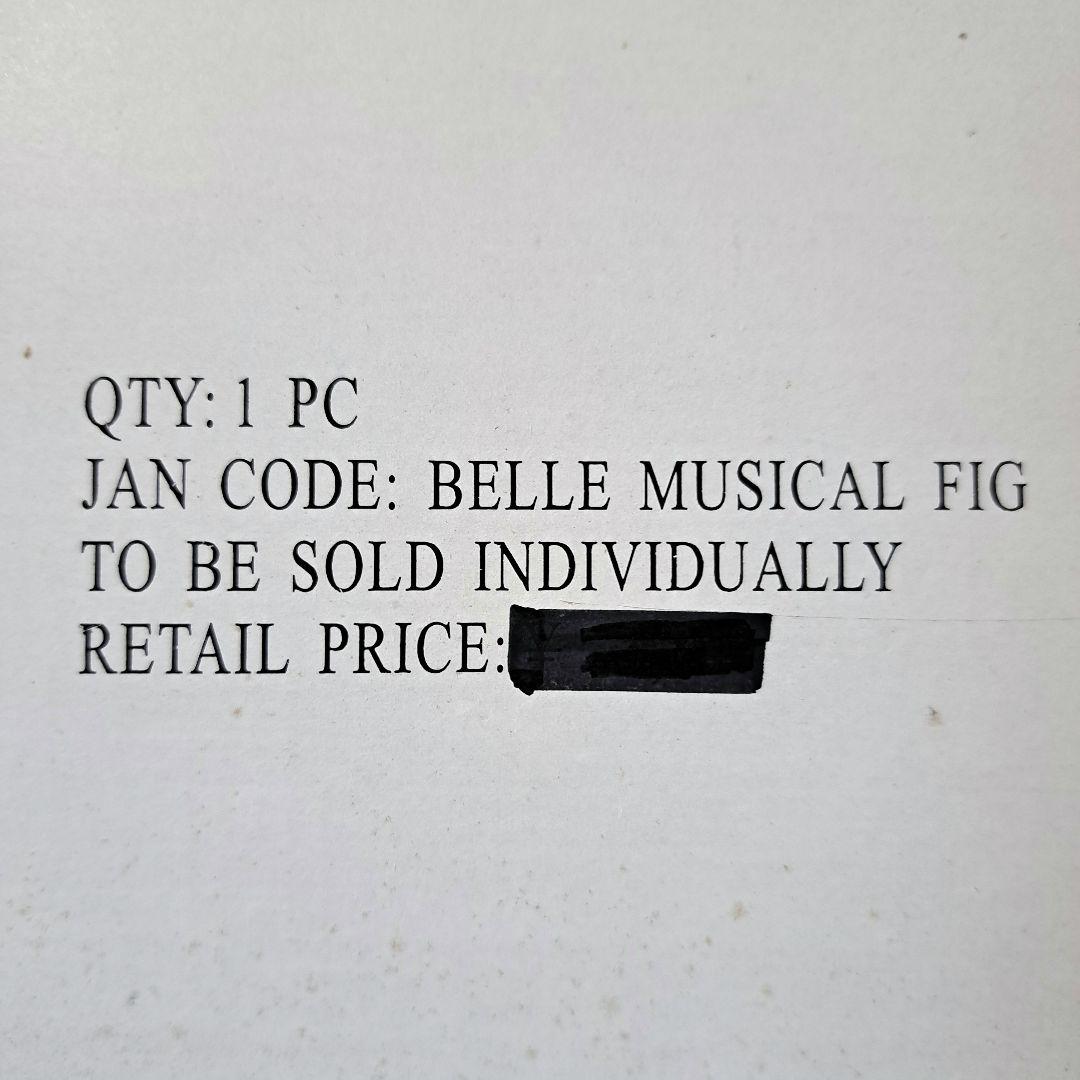 QTY: 1 PC
JAN CODE: BELLE MUSICAL FIG
TO BE SOLD INDIVIDUALLY
RETAIL PRICE: